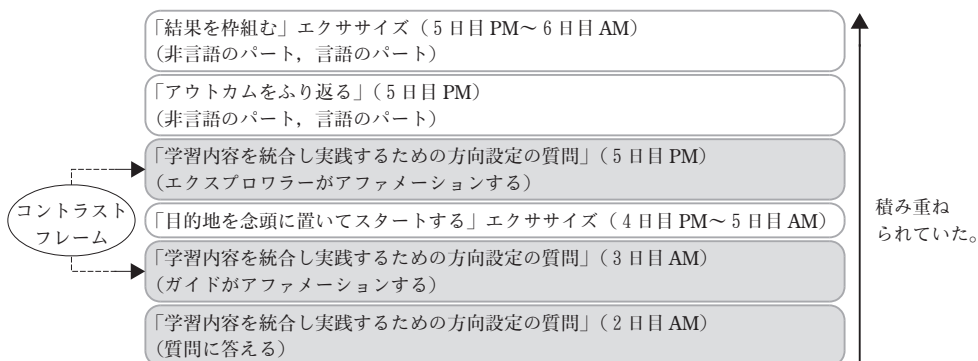 「結果を枠組む」エクササイズ（5日目PM〜6日目AM）
（非言語のパート，言語のパート）
「アウトカムをふり返る」（5日目PM）
（非言語のパート，言語のパート）
「学習内容を統合し実践するための方向設定の質問」（5日目PM）
（エクスプロワラーがアファメーションする）
コントラスト
フレーム
「目的地を念頭に置いてスタートする」エクササイズ（4日目PM〜5日目AM）
「学習内容を統合し実践するための方向設定の質問」（3日目AM）
（ガイドがアファメーションする）
「学習内容を統合し実践するための方向設定の質問」（2日目AM）
（質問に答える）
積み重ね
られていた。